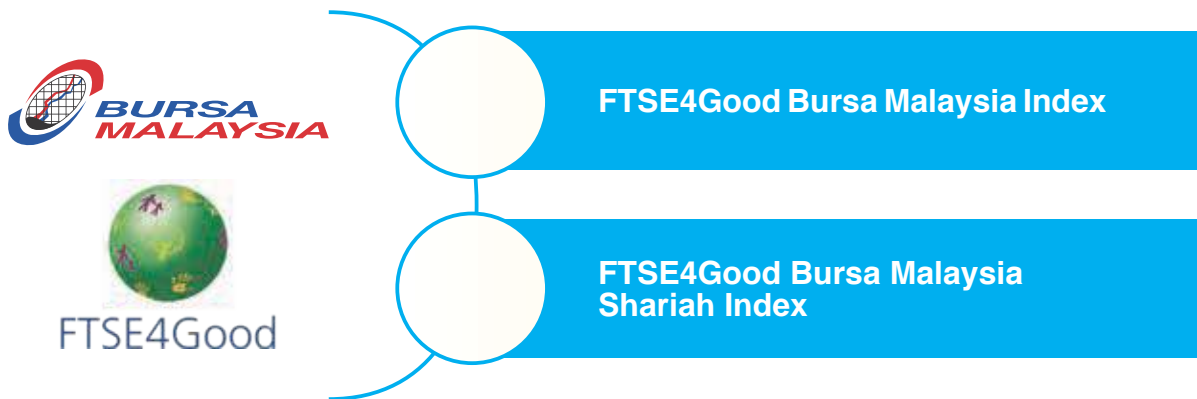 BURSA
MALAYSIA
FTSE4Good
FTSE4Good Bursa Malaysia Index
FTSE4Good Bursa Malaysia
Shariah Index